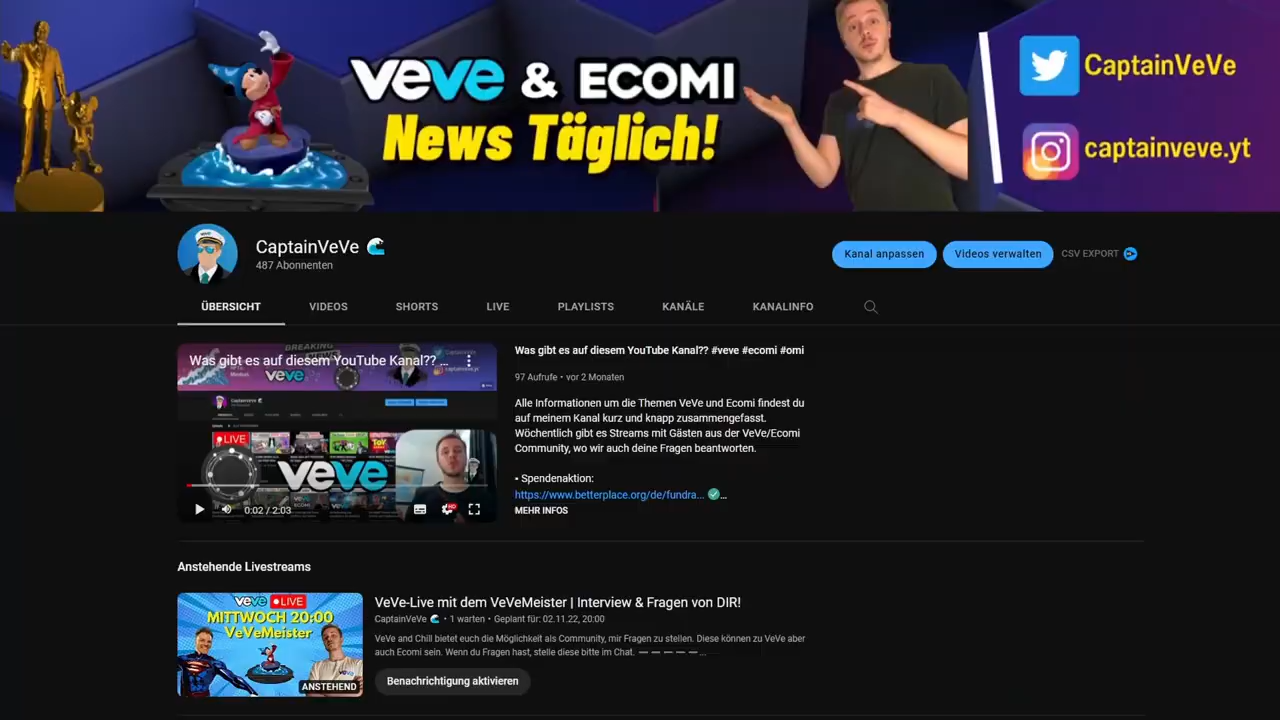 veve & ECOMI
News Täglich!
CaptainVeVe
captainveve.yt
CaptainVeVe
487 Abonnenten
Kanal anpassen
Videos verwalten
CSV EXPORT
ÜBERSICHT
VIDEOS
SHORTS
LIVE
PLAYLISTS
KANÄLE
KANALINFO
BREAKING
Was gibt es auf diesem YouTube Kanal?? ...
veve
LIVE
veve
0:02 / 2:03
HD
Was gibt es auf diesem YouTube Kanal?? #veve #ecomi #omi
97 Aufrufe • vor 2 Monaten
Alle Informationen um die Themen VeVe und Ecomi findest du
auf meinem Kanal kurz und knapp zusammengefasst.
Wöchentlich gibt es Streams mit Gästen aus der VeVe/Ecomi
Community, wo wir auch deine Fragen beantworten.
• Spendenaktion:
https://www.betterplace.org/de/fundra... ...
MEHR INFOS
Anstehende Livestreams
veve LIVE
MITTWOCH 20:00
VeVeMeister
ANSTEHEND
VeVe-Live mit dem VeVeMeister | Interview & Fragen von DIR!
CaptainVeVe • 1 warten • Geplant für: 02.11.22, 20:00
VeVe and Chill bietet euch die Möglichkeit als Community, mir Fragen zu stellen. Diese können zu VeVe aber
auch Ecomi sein. Wenn du Fragen hast, stelle diese bitte im Chat. ➖➖➖➖➖...
Benachrichtigung aktivieren